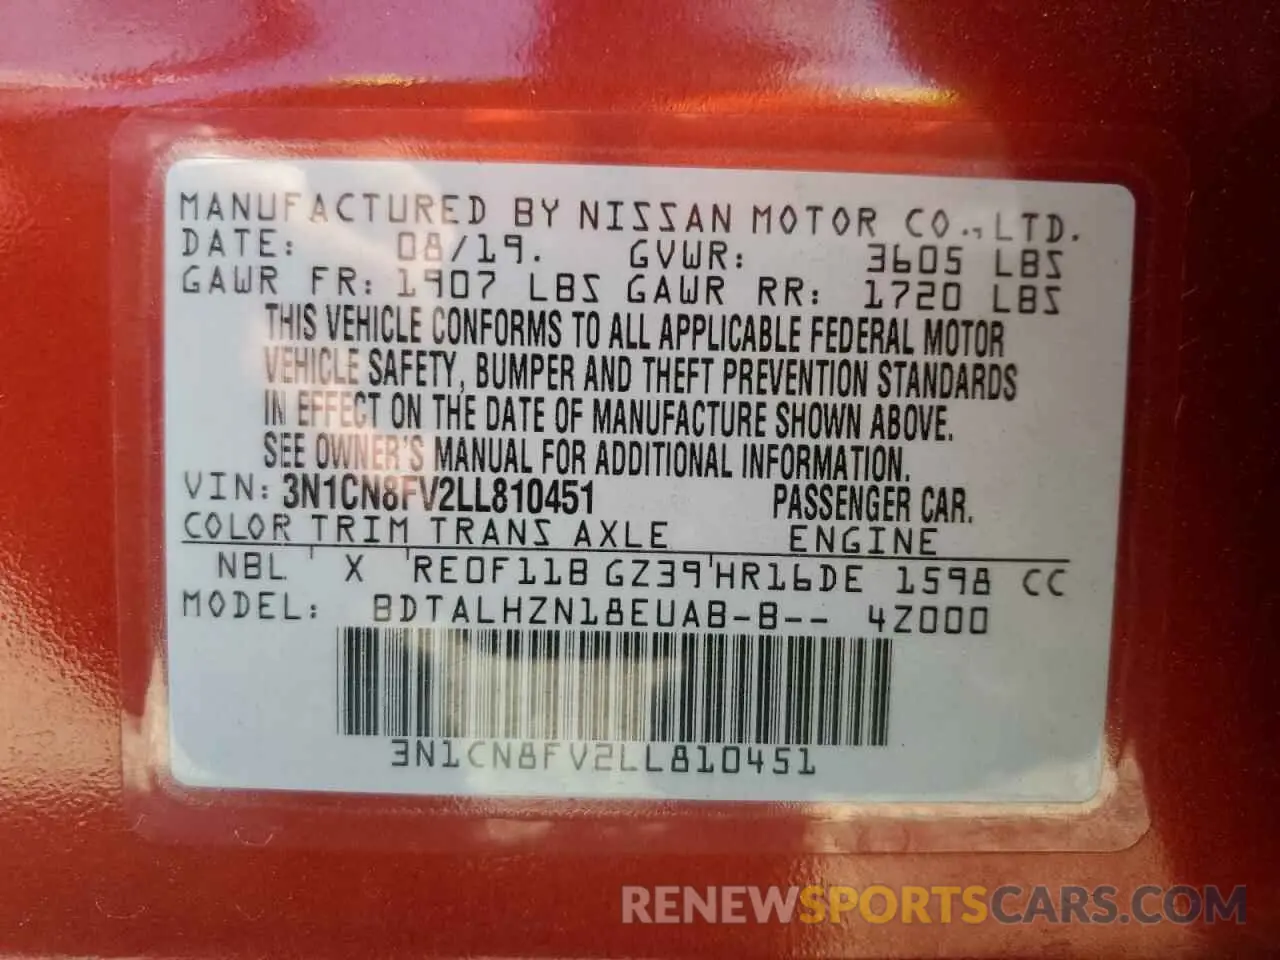 MANUFACTURED BY NISSAN MOTOR CO., LTD.
DATE: 08/19. GVWR: 3605 LBS
GAWR FR: 1907 LBS GAWR RR: 1720 LBS
THIS VEHICLE CONFORMS TO ALL APPLICABLE FEDERAL MOTOR
VEHICLE SAFETY, BUMPER AND THEFT PREVENTION STANDARDS
IN EFFECT ON THE DATE OF MANUFACTURE SHOWN ABOVE.
SEE OWNER'S MANUAL FOR ADDITIONAL INFORMATION.
VIN: 3N1CN8FV2LL810451 PASSENGER CAR.
COLOR TRIM TRANS AXLE ENGINE
NBL X RE0F11B GZ39 HR16DE 1598 CC
MODEL: BDTALHZN18EUAB-B-- 4Z000
3N1CN8FV2LL810451
RENEWSPORTSCARS.COM